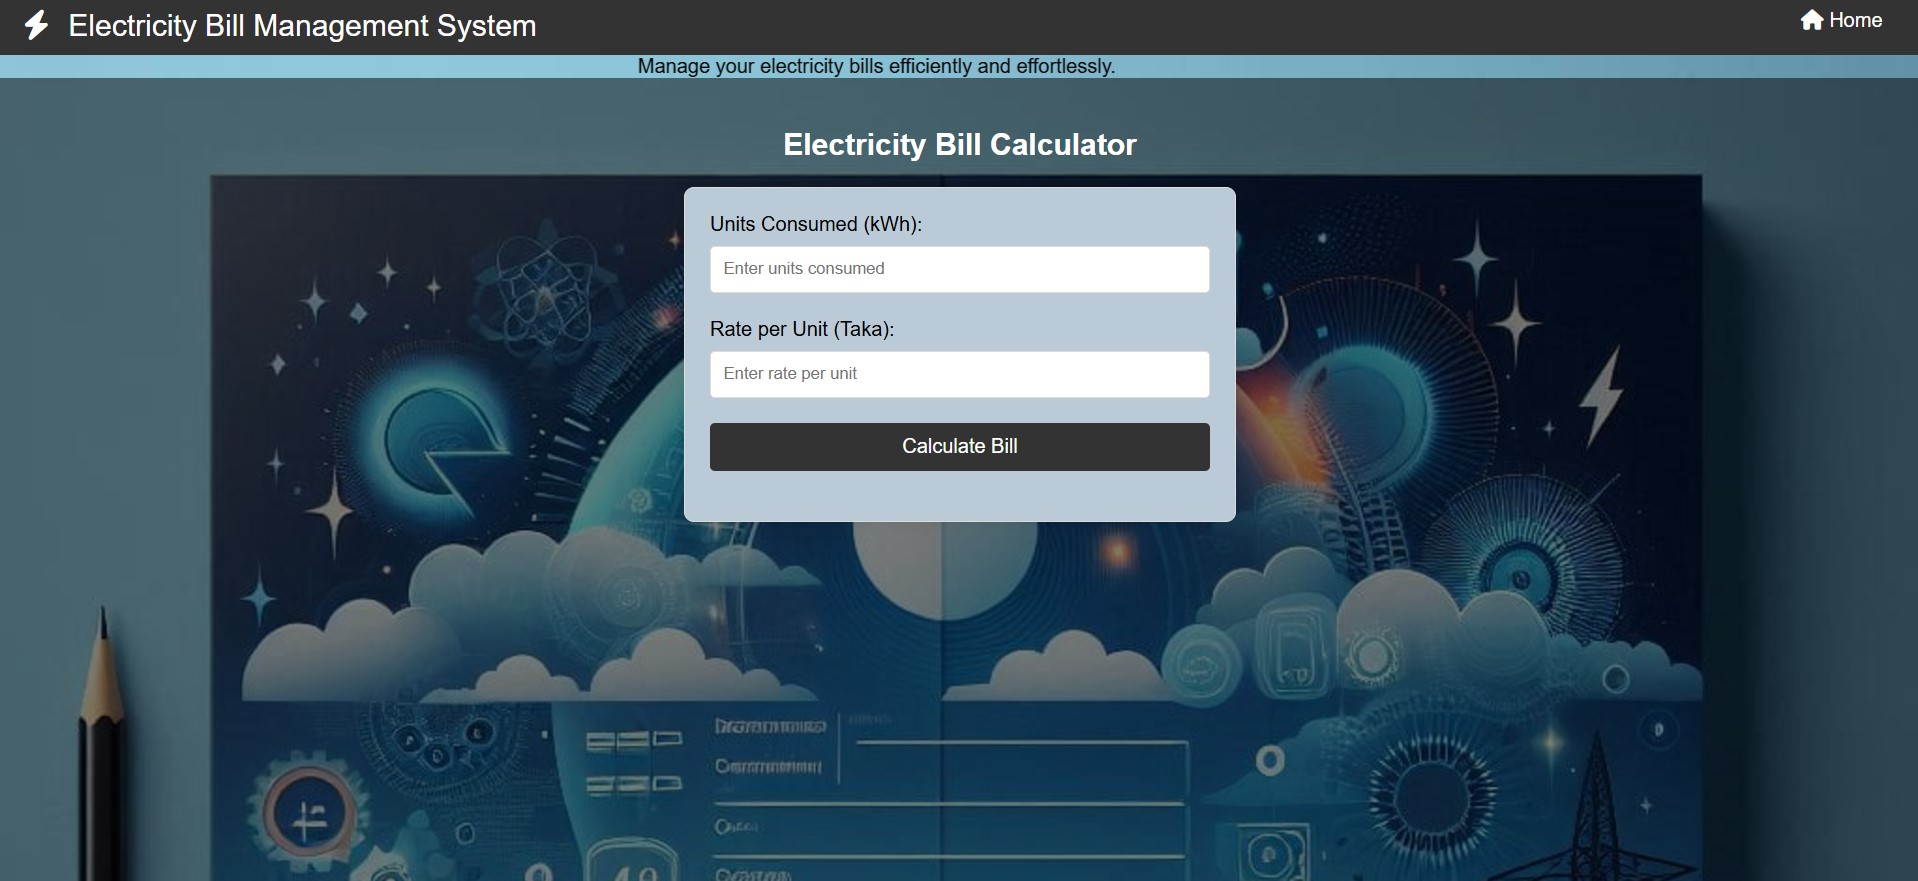 Electricity Bill Management System
Home
Manage your electricity bills efficiently and effortlessly.
Electricity Bill Calculator
Units Consumed (kWh):
Enter units consumed
Rate per Unit (Taka):
Enter rate per unit
Calculate Bill